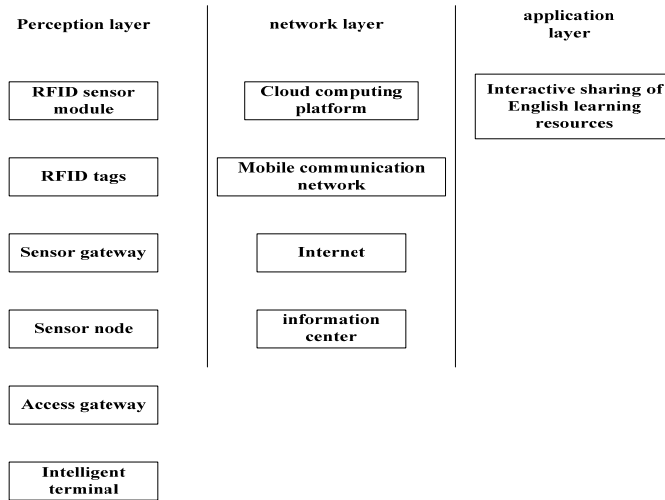 Perception layer
RFID sensor
module
RFID tags
Sensor gateway
Sensor node
Access gateway
Intelligent
terminal
network layer
Cloud computing
platform
Mobile communication
network
Internet
information
center
application
layer
Interactive sharing of
English learning
resources